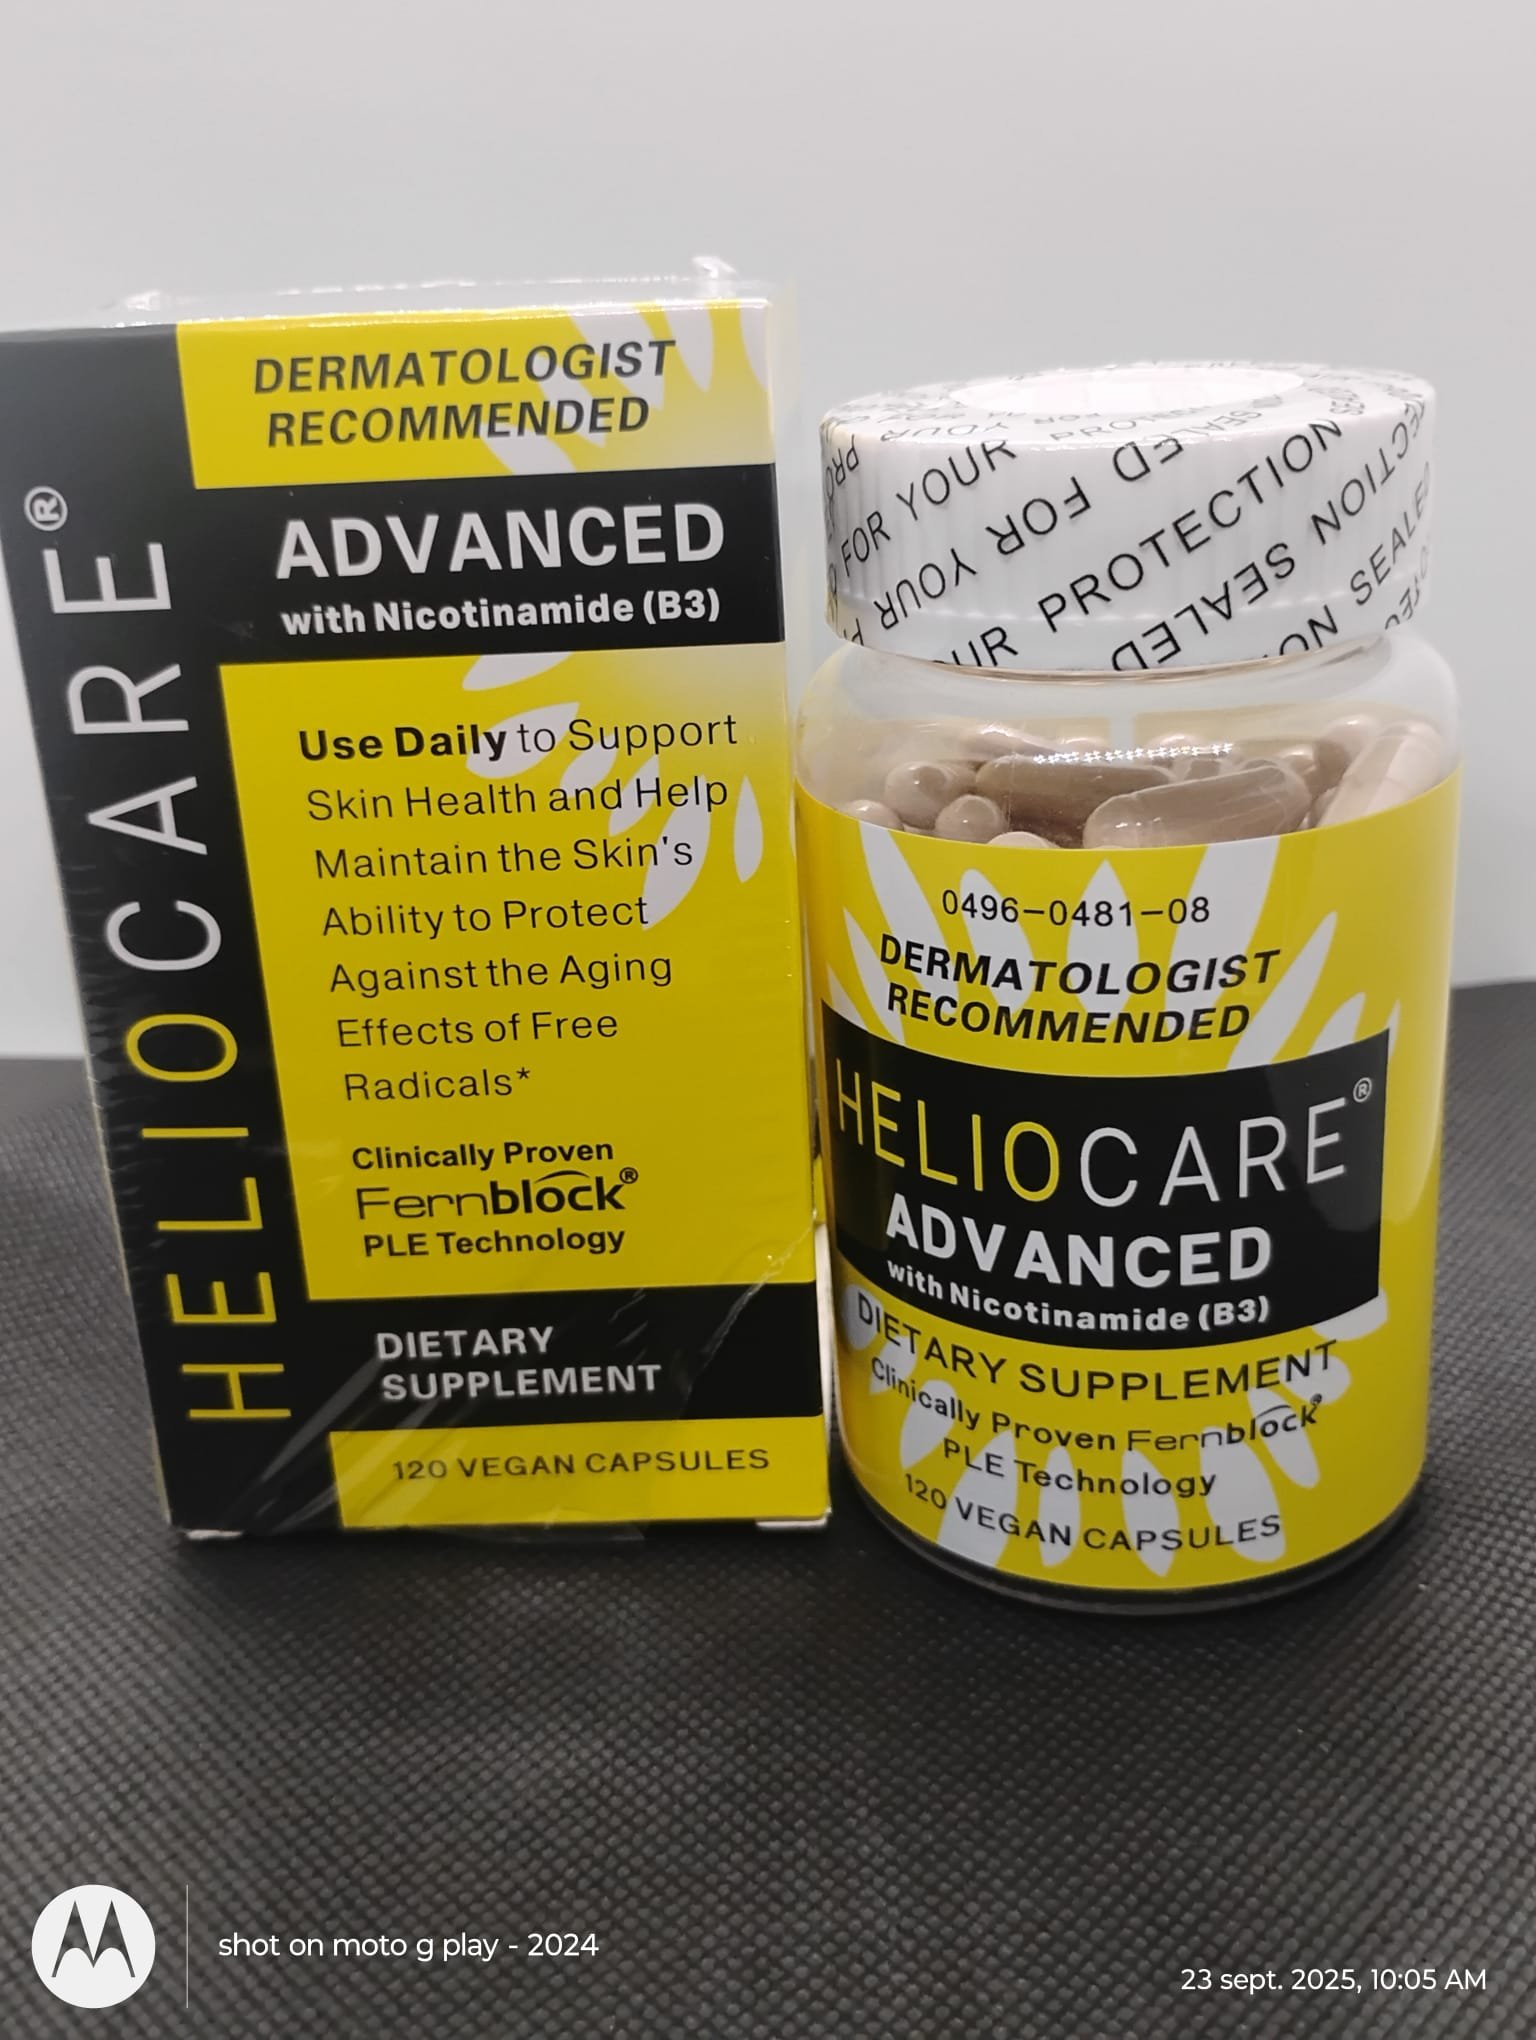 HELIOCARE®
DERMATOLOGIST
RECOMMENDED
ADVANCED
with Nicotinamide (B3)
Use Daily to Support
Skin Health and Help
Maintain the Skin's
Ability to Protect
Against the Aging
Effects of Free
Radicals*
Clinically Proven
Fernblock®
PLE Technology
DIETARY
SUPPLEMENT
120 VEGAN CAPSULES
FOR YOUR
SEALED FOR YOUR
PROTECTION
SEALED
0496-0481-08
DERMATOLOGIST
RECOMMENDED
HELIOCARE®
ADVANCED
with Nicotinamide (B3)
DIETARY SUPPLEMENT
Clinically Proven Fernblock®
PLE Technology
120 VEGAN CAPSULES
shot on moto g play - 2024
23 sept. 2025, 10:05 AM